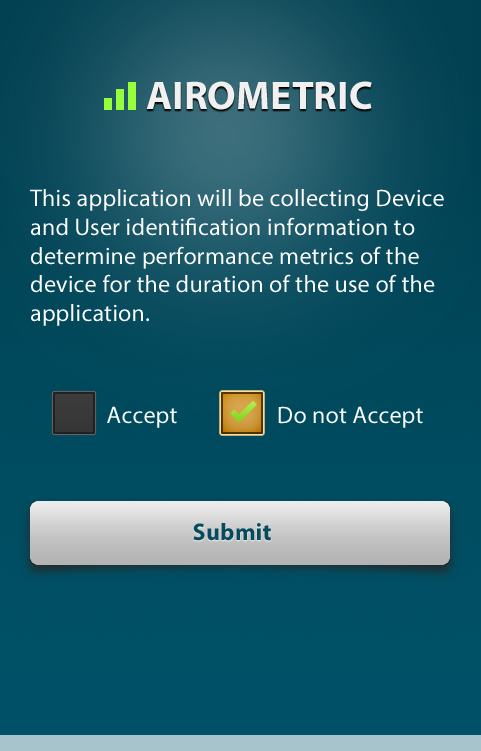 AIROMETRIC
This application will be collecting Device
and User identification information to
determine performance metrics of the
device for the duration of the use of the
application.
Accept Do not Accept
Submit